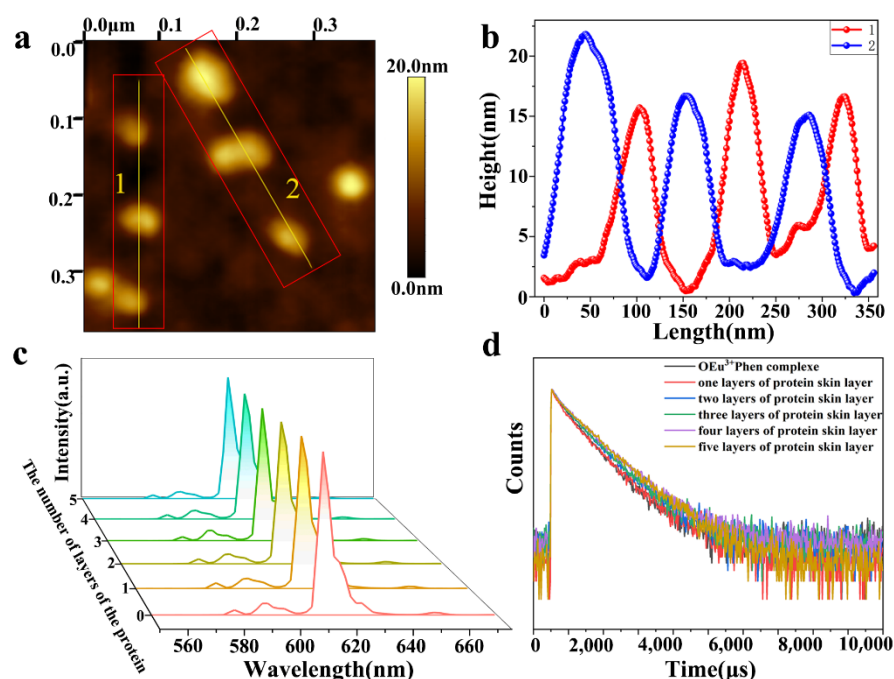 a
0.0μm 0.1 0.2 0.3
0.0
0.1
0.2
0.3
1
2
20.0nm
0.0nm
b
1
2
Height(nm)
20
15
10
5
0
0 50 100 150 200 250 300 350
Length(nm)
c
Intensity(a.u.)
The number of layers of the protein
5
4
3
2
1
0
560 580 600 620 640 660
Wavelength(nm)
d
OEu³⁺Phen complexe
one layers of protein skin layer
two layers of protein skin layer
three layers of protein skin layer
four layers of protein skin layer
five layers of protein skin layer
Counts
0 2,000 4,000 6,000 8,000 10,000
Time(μs)